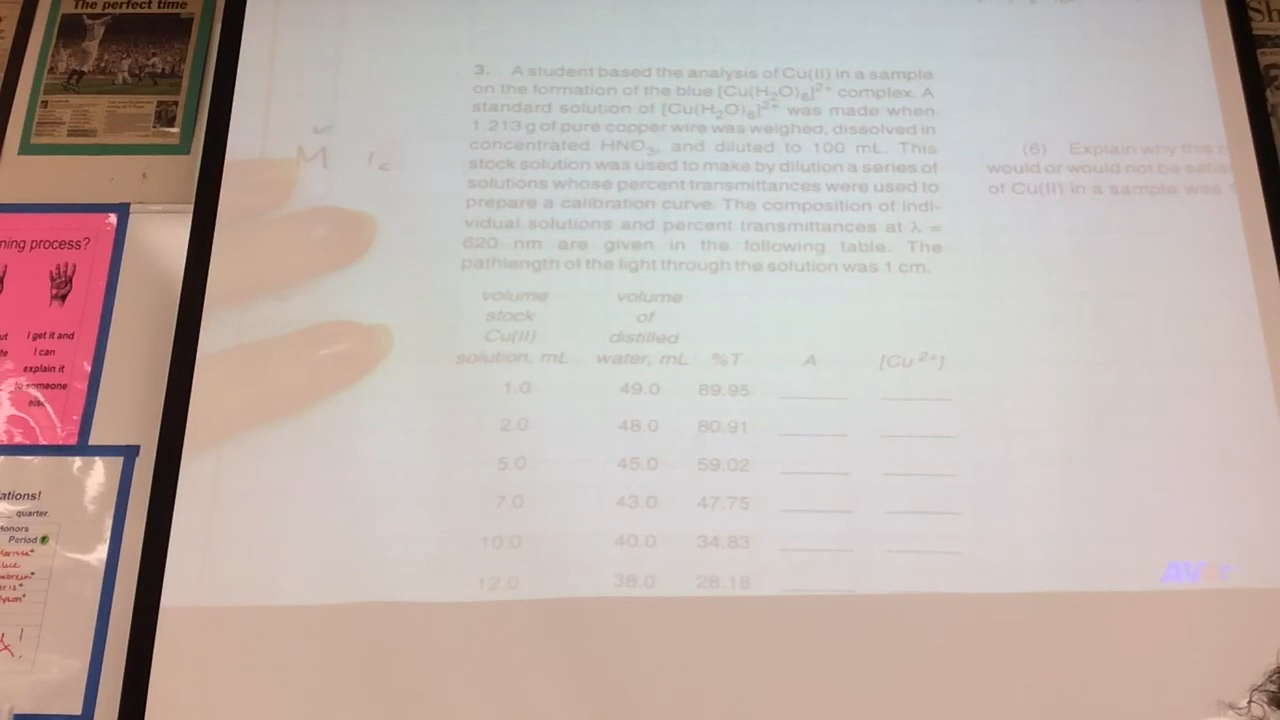 The perfect time
ning process?
I get it and
I can
explain it
to someone
else
ations!
quarter.
Honors
Period
M
3. A student based the analysis of Cu(II) in a sample
on the formation of the blue [Cu(H₂O)₆]²⁺ complex. A
standard solution of [Cu(H₂O)₆]²⁺ was made when
1.213 g of pure copper wire was weighed, dissolved in
concentrated HNO₃, and diluted to 100 mL. This
stock solution was used to make by dilution a series of
solutions whose percent transmittances were used to
prepare a calibration curve. The composition of indi-
vidual solutions and percent transmittances at λ =
620 nm are given in the following table. The
pathlength of the light through the solution was 1 cm.
volume volume
stock of
Cu(II) distilled
solution, mL water, mL %T A [Cu²⁺]
1.0 49.0 89.95
2.0 48.0 80.91
5.0 45.0 59.02
7.0 43.0 47.75
10.0 40.0 34.83
12.0 38.0 28.18
(6) Explain why this
would or would not be
of Cu(II) in a sample was